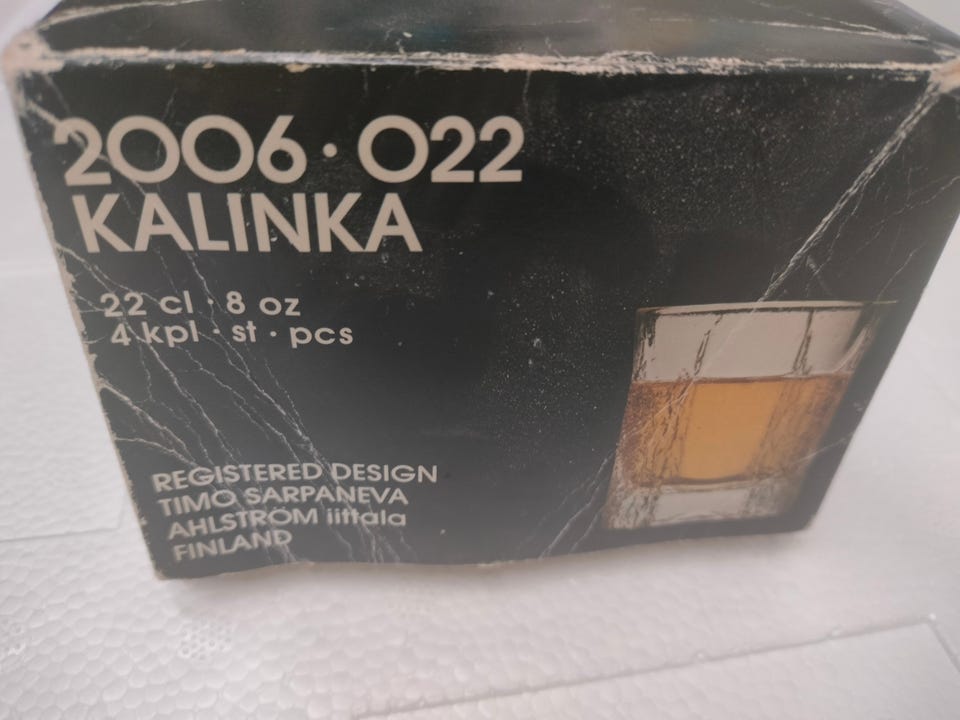 2006·022
KALINKA
22 cl · 8 oz
4 kpl · st · pcs
REGISTERED DESIGN
TIMO SARPANEVA
AHLSTRÖM iittala
FINLAND